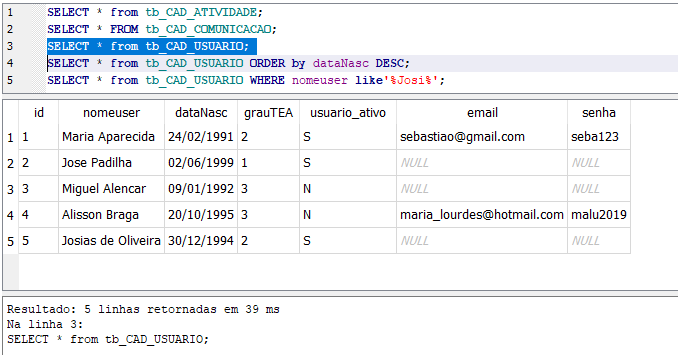 1 SELECT * from tb_CAD_ATIVIDADE;
2 SELECT * FROM tb_CAD_COMUNICACAO;
3 SELECT * from tb_CAD_USUARIO;
4 SELECT * from tb_CAD_USUARIO ORDER by dataNasc DESC;
5 SELECT * from tb_CAD_USUARIO WHERE nomeuser like'%Josi%';
id nomeuser dataNasc grauTEA usuario_ativo email senha
1 1 Maria Aparecida 24/02/1991 2 S sebastiao@gmail.com seba123
2 2 Jose Padilha 02/06/1999 1 S NULL NULL
3 3 Miguel Alencar 09/01/1992 3 N NULL NULL
4 4 Alisson Braga 20/10/1995 3 N maria_lourdes@hotmail.com malu2019
5 5 Josias de Oliveira 30/12/1994 2 S NULL NULL
Resultado: 5 linhas retornadas em 39 ms
Na linha 3:
SELECT * from tb_CAD_USUARIO;